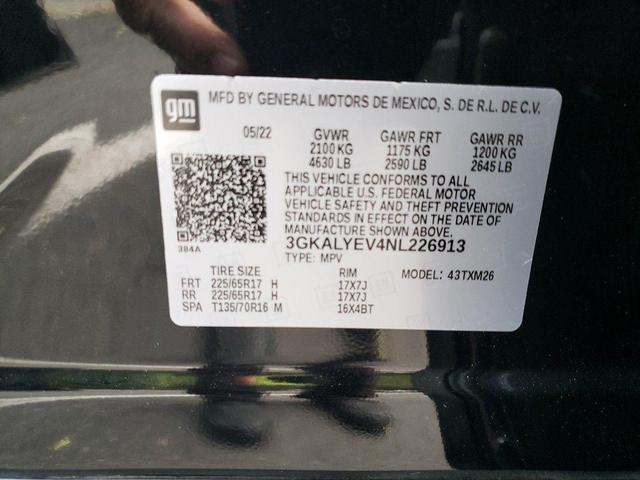 gm
MFD BY GENERAL MOTORS DE MEXICO, S. DE R.L. DE C.V.
05/22 GVWR GAWR FRT GAWR RR
2100 KG 1175 KG 1200 KG
4630 LB 2590 LB 2645 LB
THIS VEHICLE CONFORMS TO ALL
APPLICABLE U.S. FEDERAL MOTOR
VEHICLE SAFETY AND THEFT PREVENTION
STANDARDS IN EFFECT ON THE DATE OF
MANUFACTURE SHOWN ABOVE.
384A
3GKALYEV4NL226913
TYPE: MPV
TIRE SIZE RIM MODEL: 43TXM26
FRT 225/65R17 H 17X7J
RR 225/65R17 H 17X7J
SPA T135/70R16 M 16X4BT